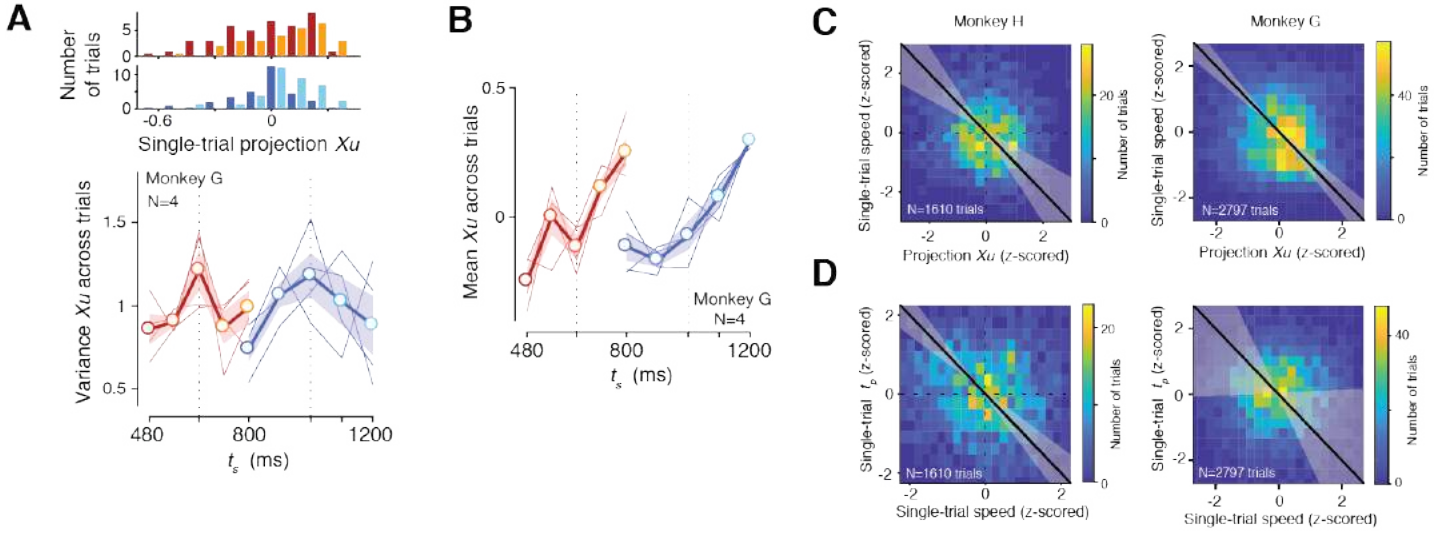 A
Number
of trials
5
0
10
0
-0.6
0
Single-trial projection Xu
Monkey G
N=4
Variance Xu across trials
1.5
1
0.5
480
800
1200
t_s (ms)
B
Mean Xu across trials
0.5
0
Monkey G
N=4
480
800
1200
t_s (ms)
C
Monkey H
Single-trial speed (z-scored)
2
0
-2
N=1610 trials
-2
0
2
Projection Xu (z-scored)
20
0
Number of trials
Monkey G
Single-trial speed (z-scored)
2
0
-2
N=2797 trials
-2
0
2
Projection Xu (z-scored)
40
0
Number of trials
D
Single-trial t_p (z-scored)
2
0
-2
N=1610 trials
-2
0
2
Single-trial speed (z-scored)
20
0
Number of trials
Single-trial t_p (z-scored)
2
0
-2
N=2797 trials
-2
0
2
Single-trial speed (z-scored)
40
0
Number of trials